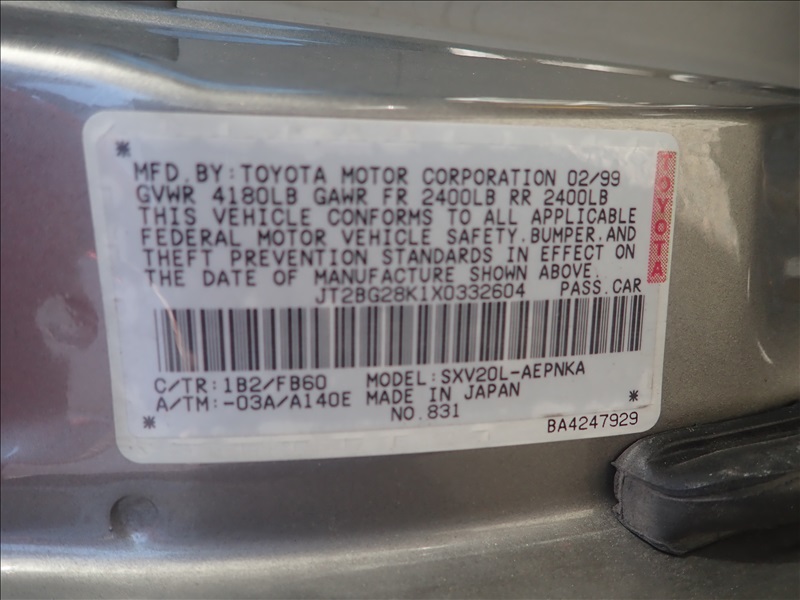 MFD.BY:TOYOTA MOTOR CORPORATION 02/99
GVWR 4180LB GAWR FR 2400LB RR 2400LB
THIS VEHICLE CONFORMS TO ALL APPLICABLE
FEDERAL MOTOR VEHICLE SAFETY,BUMPER,AND
THEFT PREVENTION STANDARDS IN EFFECT ON
THE DATE OF MANUFACTURE SHOWN ABOVE.
JT2BG28K1X0332604 PASS.CAR
TOYOTA
C/TR:1B2/FB60 MODEL:SXV20L-AEPNKA
A/TM:-03A/A140E MADE IN JAPAN
NO.831
BA4247929